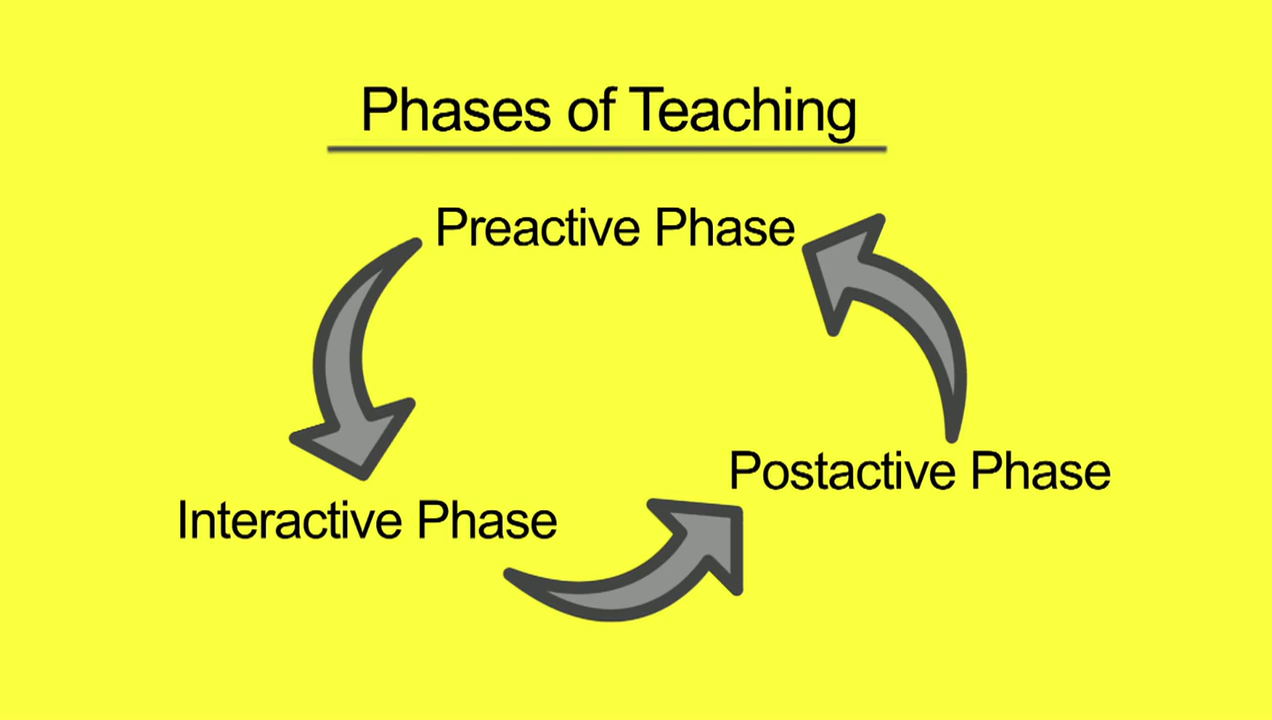 Phases of Teaching
Preactive Phase
Interactive Phase
Postactive Phase